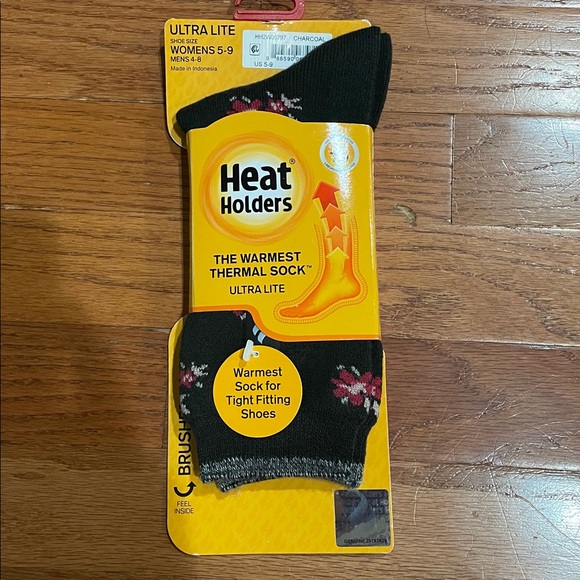 ULTRA LITE
SHOE SIZE
WOMENS 5-9
MENS 4-8
Made in Indonesia
CHARCOAL
US 5-9
Heat®
Holders
THE WARMEST
THERMAL SOCK™
ULTRA LITE
Warmest
Sock for
Tight Fitting
Shoes
BRUSH
FEEL
INSIDE